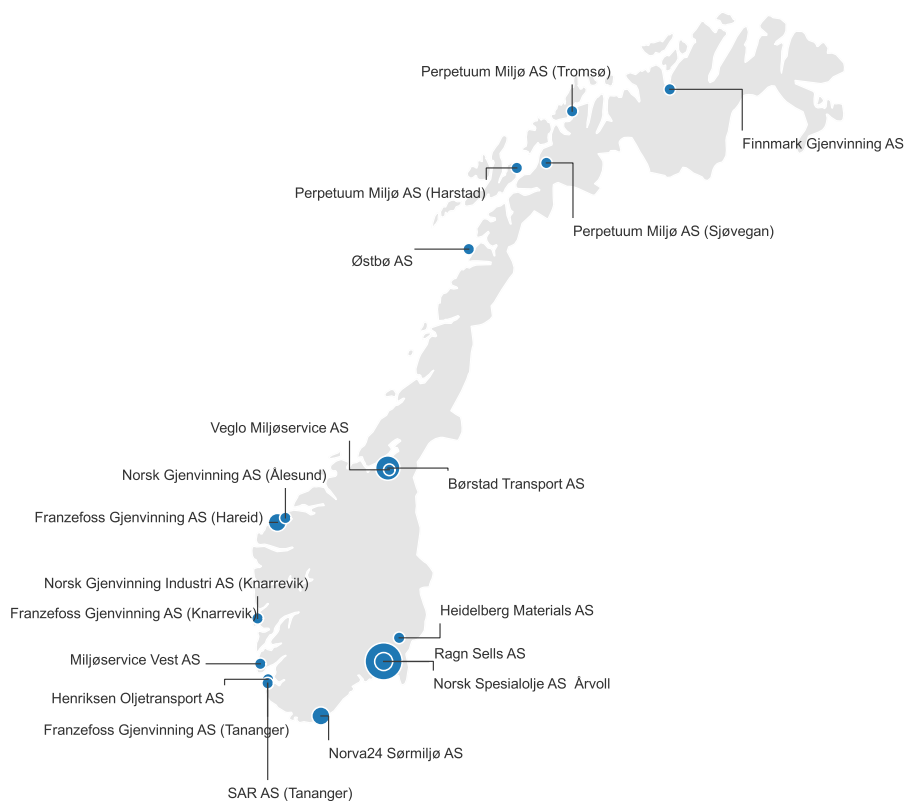 Perpetuum Miljø AS (Tromsø)
Finnmark Gjenvinning AS
Perpetuum Miljø AS (Harstad)
Perpetuum Miljø AS (Sjøvegan)
Østbø AS
Veglo Miljøservice AS
Norsk Gjenvinning AS (Ålesund)
Børstad Transport AS
Franzefoss Gjenvinning AS (Hareid)
Norsk Gjenvinning Industri AS (Knarrevik)
Franzefoss Gjenvinning AS (Knarrevik)
Heidelberg Materials AS
Ragn Sells AS
Miljøservice Vest AS
Norsk Spesialolje AS  Årvoll
Henriksen Oljetransport AS
Franzefoss Gjenvinning AS (Tananger)
Norva24 Sørmiljø AS
SAR AS (Tananger)